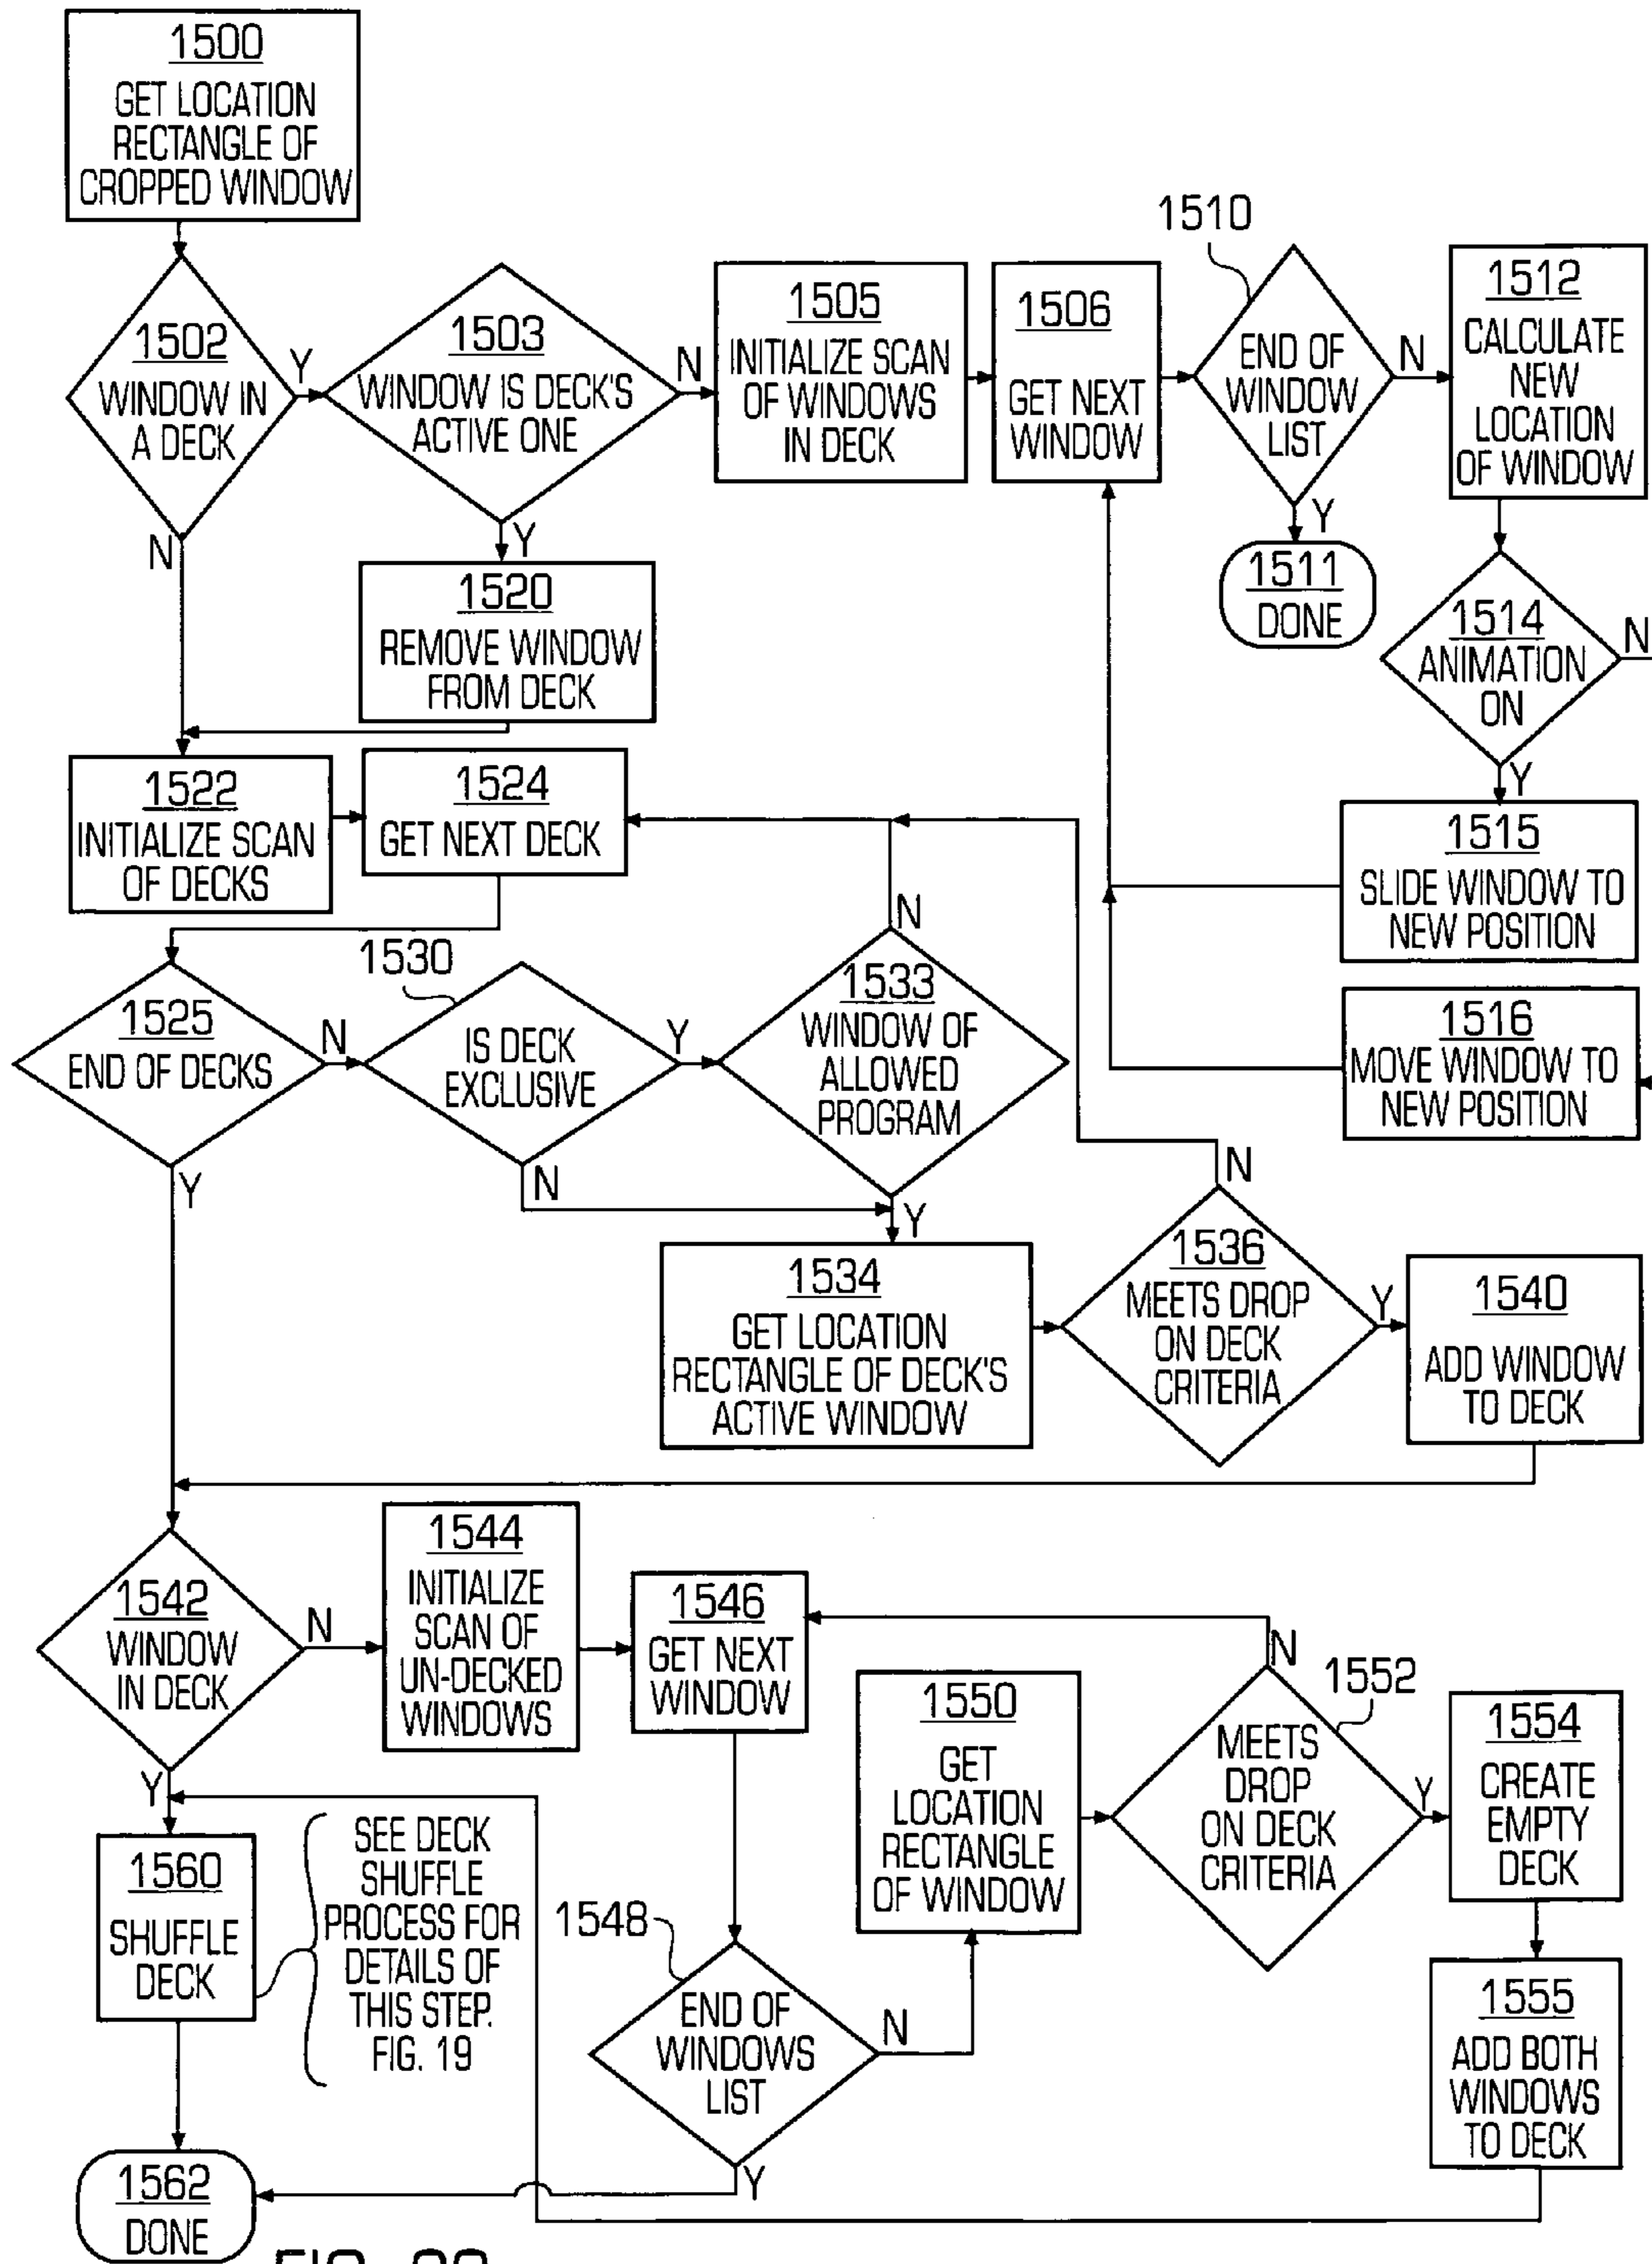 1500
GET LOCATION
RECTANGLE OF
CROPPED WINDOW
1502
WINDOW IN
A DECK
Y
N
1503
WINDOW IS DECK'S
ACTIVE ONE
N
Y
1505
INITIALIZE SCAN
OF WINDOWS
IN DECK
1506
GET NEXT
WINDOW
1510
END OF
WINDOW
LIST
N
Y
1511
DONE
1512
CALCULATE
NEW
LOCATION
OF WINDOW
1514
ANIMATION
ON
N
Y
1515
SLIDE WINDOW TO
NEW POSITION
1516
MOVE WINDOW TO
NEW POSITION
1520
REMOVE WINDOW
FROM DECK
1522
INITIALIZE SCAN
OF DECKS
1524
GET NEXT DECK
1525
END OF DECKS
N
Y
1530
IS DECK
EXCLUSIVE
Y
N
1533
WINDOW OF
ALLOWED
PROGRAM
N
Y
1534
GET LOCATION
RECTANGLE OF DECK'S
ACTIVE WINDOW
1536
MEETS DROP
ON DECK
CRITERIA
N
Y
1540
ADD WINDOW
TO DECK
1542
WINDOW
IN DECK
N
Y
1544
INITIALIZE
SCAN OF
UN-DECKED
WINDOWS
1546
GET NEXT
WINDOW
1548
END OF
WINDOWS
LIST
N
Y
1550
GET
LOCATION
RECTANGLE
OF WINDOW
1552
MEETS
DROP
ON DECK
CRITERIA
N
Y
1554
CREATE
EMPTY
DECK
1555
ADD BOTH
WINDOWS
TO DECK
1560
SHUFFLE
DECK
SEE DECK
SHUFFLE
PROCESS FOR
DETAILS OF
THIS STEP.
FIG. 19
1562
DONE